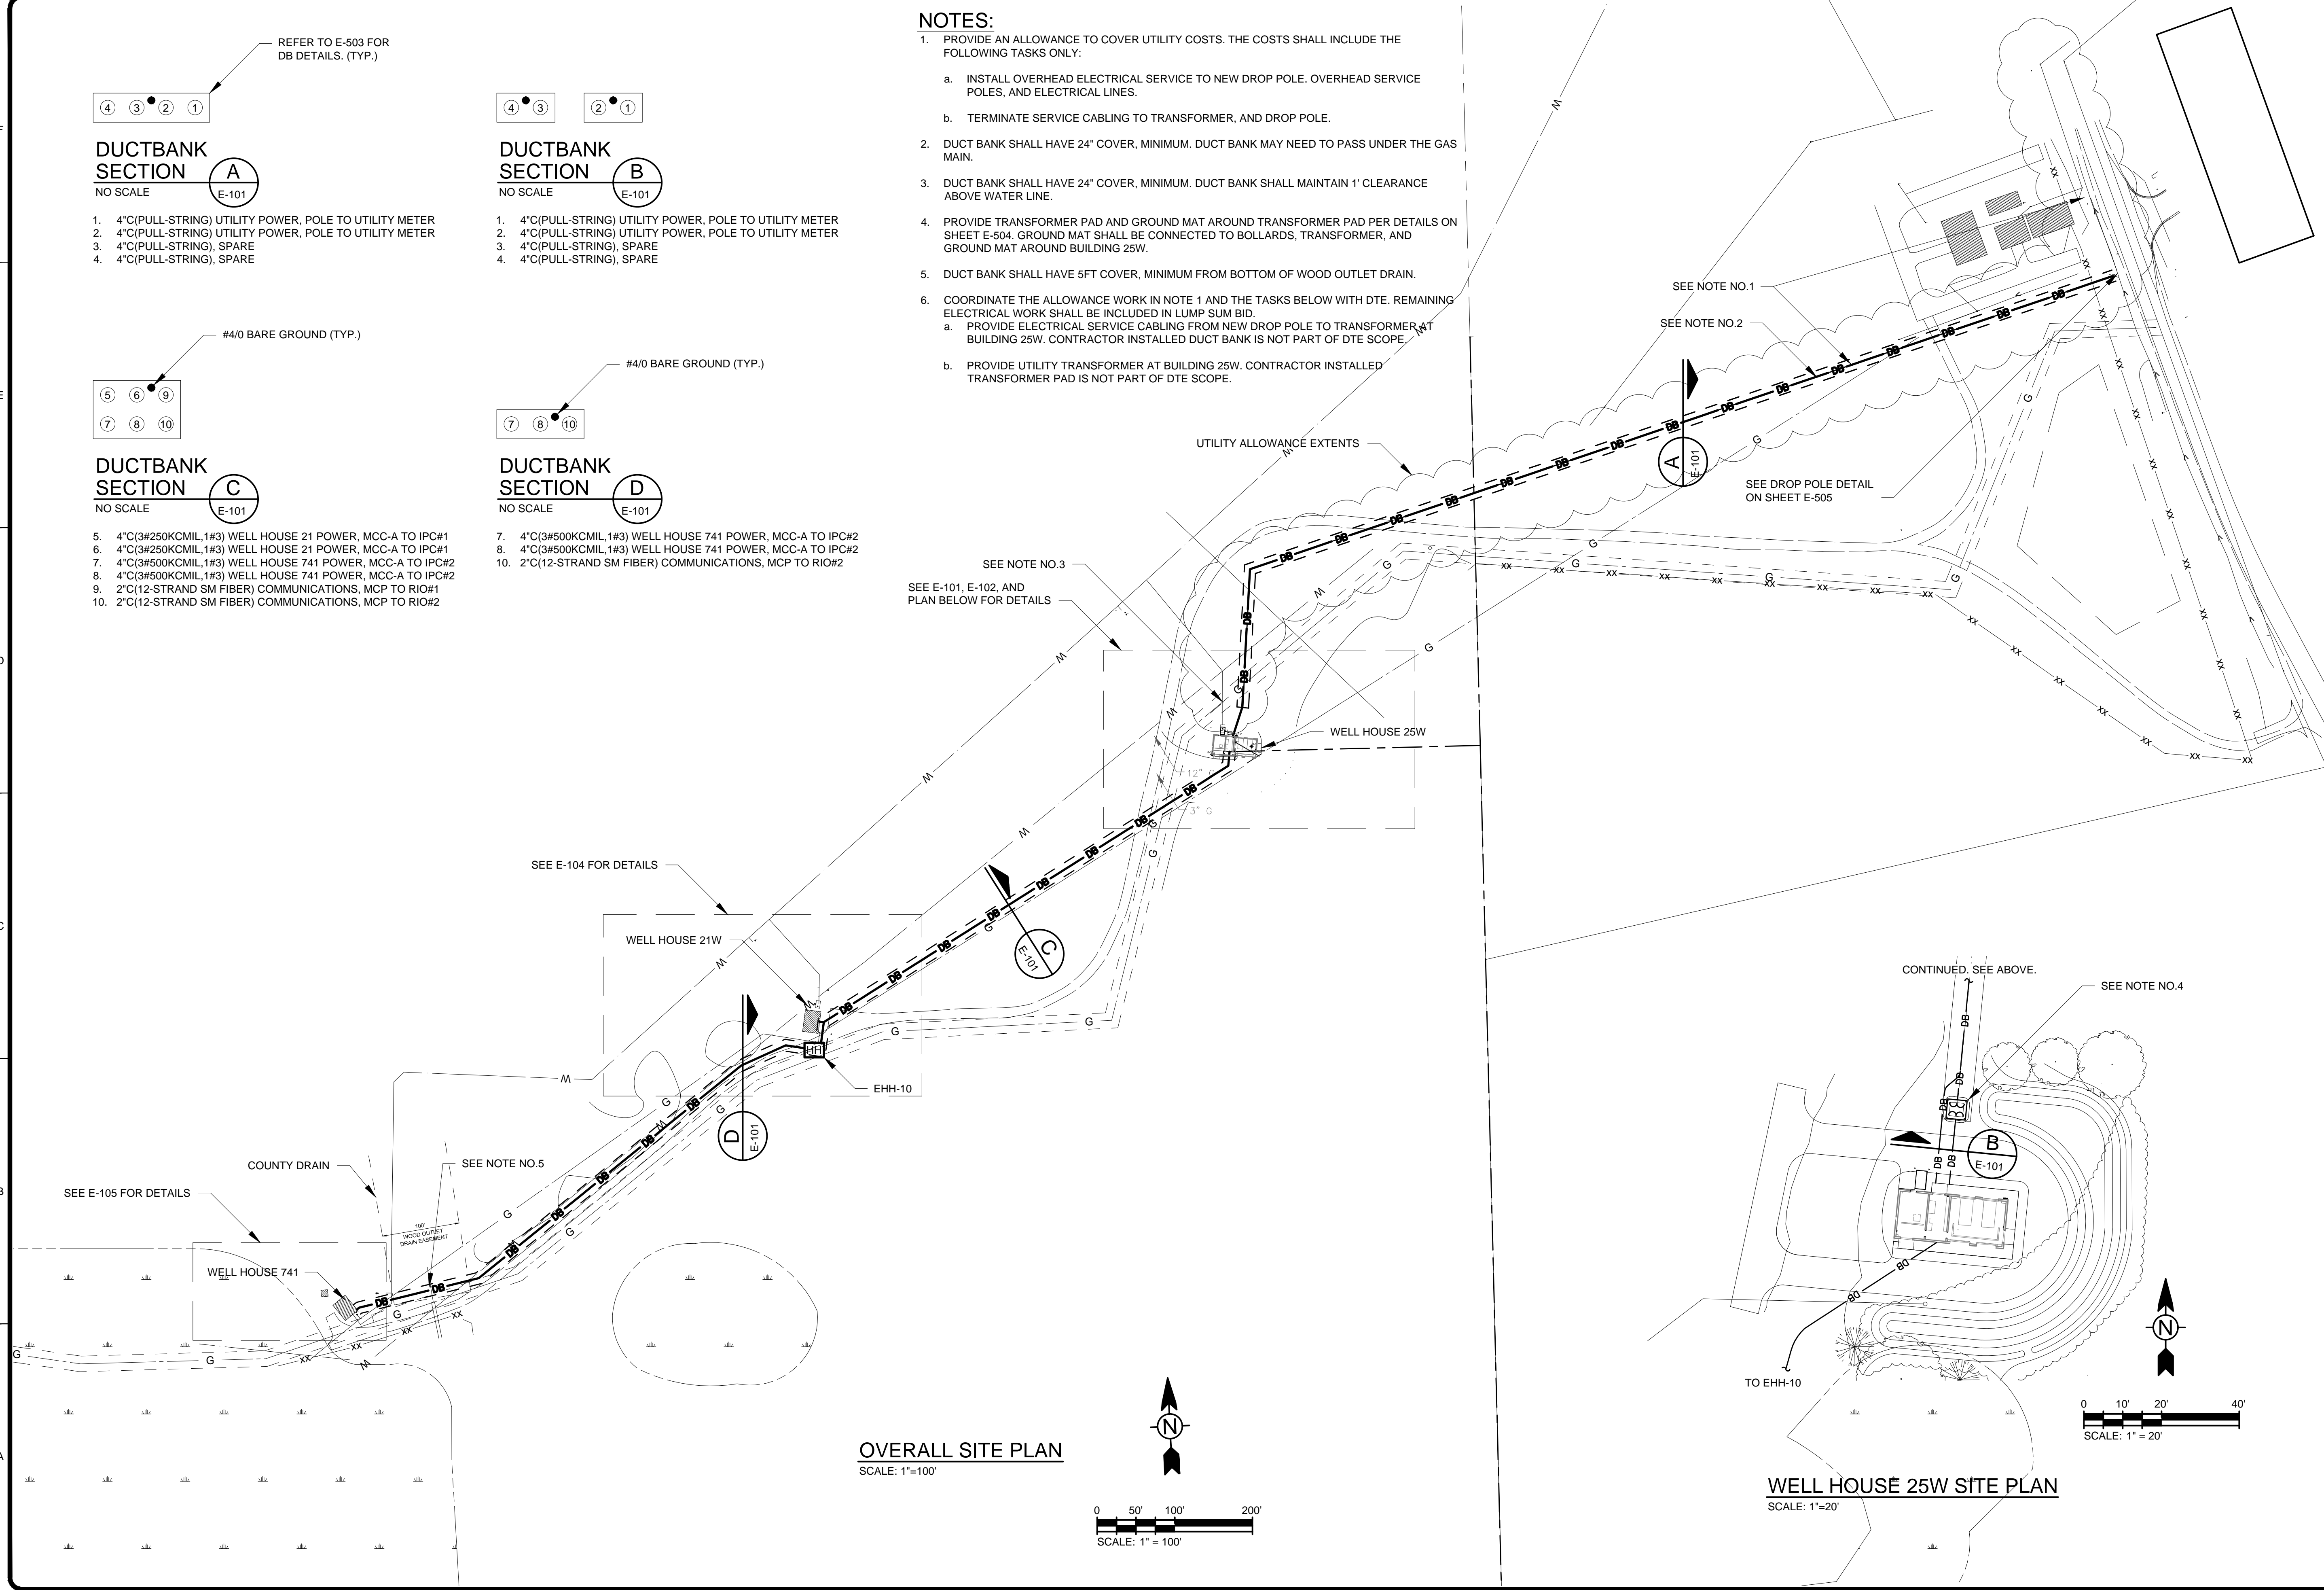 REFER TO E-503 FOR
DB DETAILS. (TYP.)
4 3 2 1
DUCTBANK
SECTION A
E-101
NO SCALE
1. 4"C(PULL-STRING) UTILITY POWER, POLE TO UTILITY METER
2. 4"C(PULL-STRING) UTILITY POWER, POLE TO UTILITY METER
3. 4"C(PULL-STRING), SPARE
4. 4"C(PULL-STRING), SPARE
4 3 2 1
DUCTBANK
SECTION B
E-101
NO SCALE
1. 4"C(PULL-STRING) UTILITY POWER, POLE TO UTILITY METER
2. 4"C(PULL-STRING) UTILITY POWER, POLE TO UTILITY METER
3. 4"C(PULL-STRING), SPARE
4. 4"C(PULL-STRING), SPARE
#4/0 BARE GROUND (TYP.)
5 6 9
7 8 10
DUCTBANK
SECTION C
E-101
NO SCALE
5. 4"C(3#250KCMIL,1#3) WELL HOUSE 21 POWER, MCC-A TO IPC#1
6. 4"C(3#250KCMIL,1#3) WELL HOUSE 21 POWER, MCC-A TO IPC#1
7. 4"C(3#500KCMIL,1#3) WELL HOUSE 741 POWER, MCC-A TO IPC#2
8. 4"C(3#500KCMIL,1#3) WELL HOUSE 741 POWER, MCC-A TO IPC#2
9. 2"C(12-STRAND SM FIBER) COMMUNICATIONS, MCP TO RIO#1
10. 2"C(12-STRAND SM FIBER) COMMUNICATIONS, MCP TO RIO#2
#4/0 BARE GROUND (TYP.)
7 8 10
DUCTBANK
SECTION D
E-101
NO SCALE
7. 4"C(3#500KCMIL,1#3) WELL HOUSE 741 POWER, MCC-A TO IPC#2
8. 4"C(3#500KCMIL,1#3) WELL HOUSE 741 POWER, MCC-A TO IPC#2
10. 2"C(12-STRAND SM FIBER) COMMUNICATIONS, MCP TO RIO#2
NOTES:
1. PROVIDE AN ALLOWANCE TO COVER UTILITY COSTS. THE COSTS SHALL INCLUDE THE
FOLLOWING TASKS ONLY:
a. INSTALL OVERHEAD ELECTRICAL SERVICE TO NEW DROP POLE. OVERHEAD SERVICE
POLES, AND ELECTRICAL LINES.
b. TERMINATE SERVICE CABLING TO TRANSFORMER, AND DROP POLE.
2. DUCT BANK SHALL HAVE 24" COVER, MINIMUM. DUCT BANK MAY NEED TO PASS UNDER THE GAS
MAIN.
3. DUCT BANK SHALL HAVE 24" COVER, MINIMUM. DUCT BANK SHALL MAINTAIN 1' CLEARANCE
ABOVE WATER LINE.
4. PROVIDE TRANSFORMER PAD AND GROUND MAT AROUND TRANSFORMER PAD PER DETAILS ON
SHEET E-504. GROUND MAT SHALL BE CONNECTED TO BOLLARDS, TRANSFORMER, AND
GROUND MAT AROUND BUILDING 25W.
5. DUCT BANK SHALL HAVE 5FT COVER, MINIMUM FROM BOTTOM OF WOOD OUTLET DRAIN.
6. COORDINATE THE ALLOWANCE WORK IN NOTE 1 AND THE TASKS BELOW WITH DTE. REMAINING
ELECTRICAL WORK SHALL BE INCLUDED IN LUMP SUM BID.
a. PROVIDE ELECTRICAL SERVICE CABLING FROM NEW DROP POLE TO TRANSFORMER AT
BUILDING 25W. CONTRACTOR INSTALLED DUCT BANK IS NOT PART OF DTE SCOPE.
b. PROVIDE UTILITY TRANSFORMER AT BUILDING 25W. CONTRACTOR INSTALLED
TRANSFORMER PAD IS NOT PART OF DTE SCOPE.
SEE NOTE NO.1
SEE NOTE NO.2
UTILITY ALLOWANCE EXTENTS
A
E-101
SEE DROP POLE DETAIL
ON SHEET E-505
SEE NOTE NO.3
SEE E-101, E-102, AND
PLAN BELOW FOR DETAILS
WELL HOUSE 25W
12" G
3" G
SEE E-104 FOR DETAILS
WELL HOUSE 21W
C
E-101
HH
EHH-10
D
E-101
COUNTY DRAIN
SEE NOTE NO.5
SEE E-105 FOR DETAILS
100'
WOOD OUTLET
DRAIN EASEMENT
WELL HOUSE 741
OVERALL SITE PLAN
SCALE: 1"=100'
N
0 50' 100' 200'
SCALE: 1" = 100'
CONTINUED. SEE ABOVE.
SEE NOTE NO.4
B
E-101
TO EHH-10
N
0 10' 20' 40'
SCALE: 1" = 20'
WELL HOUSE 25W SITE PLAN
SCALE: 1"=20'